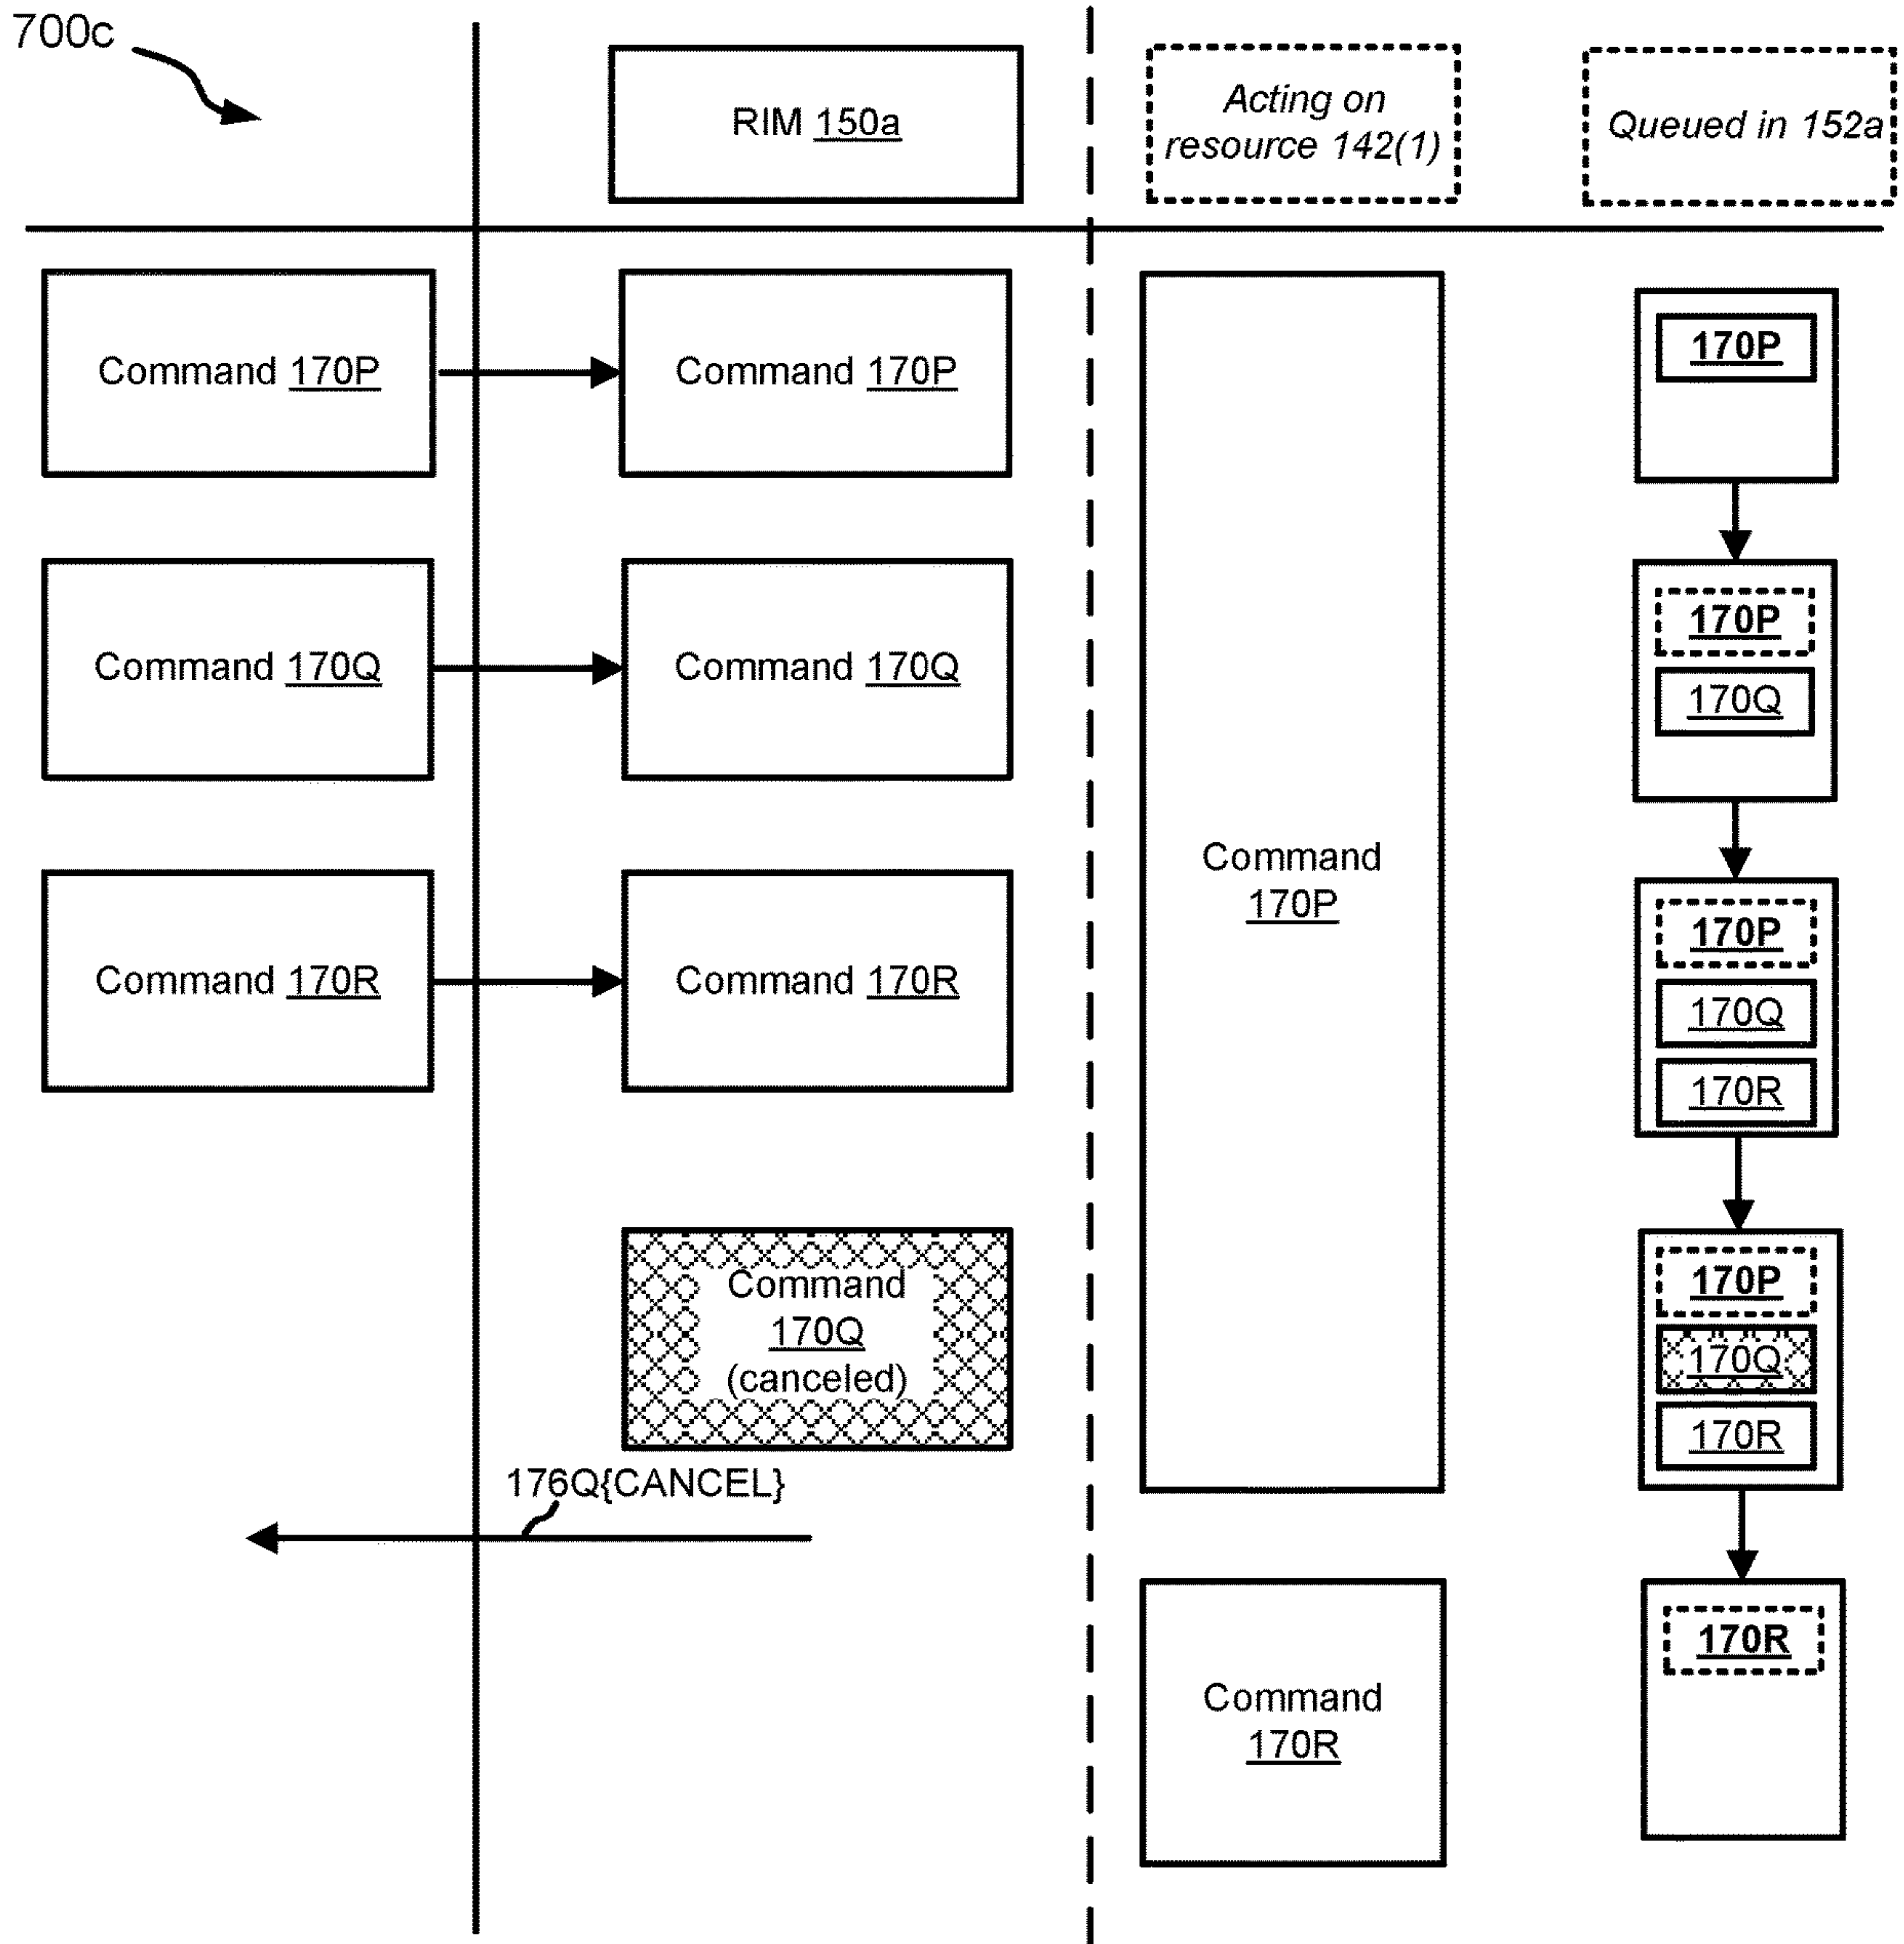 700c
RIM 150a
Acting on
resource 142(1)
Queued in 152a
Command 170P
Command 170P
170P
Command 170Q
Command 170Q
170P
170Q
Command
170P
Command 170R
Command 170R
170P
170Q
170R
Command
170Q
(canceled)
170P
170Q
170R
176Q{CANCEL}
Command
170R
170R